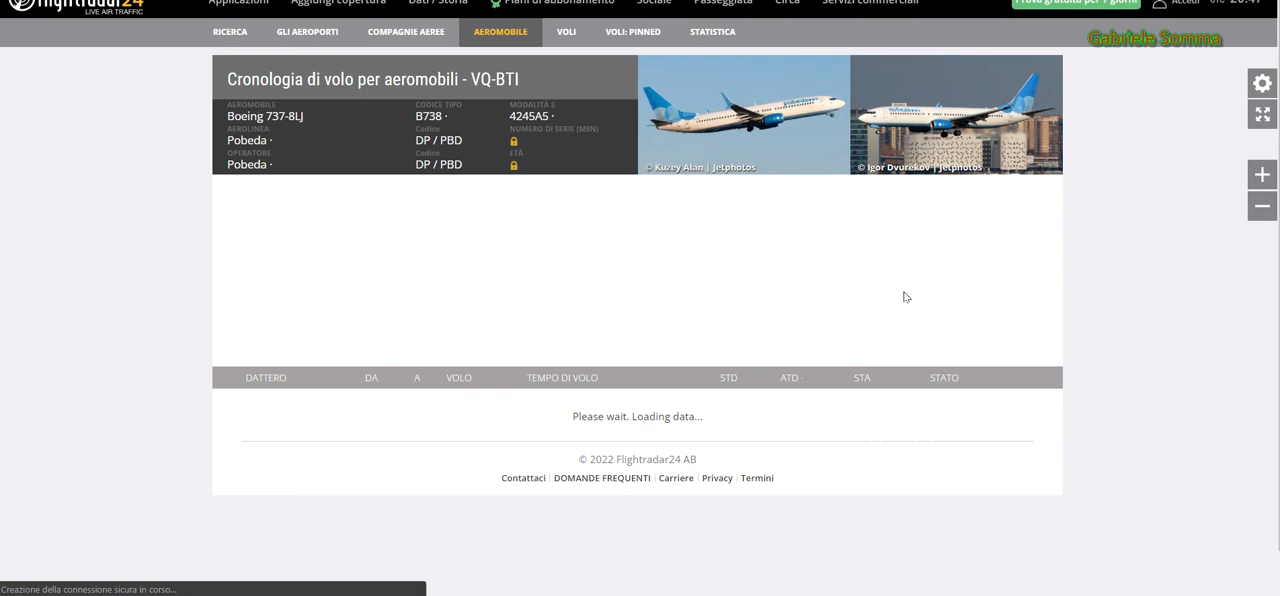 flightradar24
LIVE AIR TRAFFIC
Applicazioni Aggiungi copertura Dati / Storia Piani di abbonamento Sociale Passeggiata Circa Servizi commerciali Prova gratuita per 7 giorni Accedi UTC 20:47
RICERCA GLI AEROPORTI COMPAGNIE AEREE AEROMOBILE VOLI VOLI: PINNED STATISTICA
Gabriele Somma
Cronologia di volo per aeromobili - VQ-BTI
AEROMOBILE CODICE TIPO MODALITÀ S
Boeing 737-8LJ B738 · 4245A5 ·
AEROLINEA Codice NUMERO DI SERIE (MSN)
Pobeda · DP / PBD
OPERATORE Codice ETÀ
Pobeda · DP / PBD
© Kuzey Alan | Jetphotos
© Igor Dvurekov | Jetphotos
DATTERO DA A VOLO TEMPO DI VOLO STD ATD · STA STATO
Please wait. Loading data...
© 2022 Flightradar24 AB
Contattaci | DOMANDE FREQUENTI | Carriere | Privacy | Termini
Creazione della connessione sicura in corso...